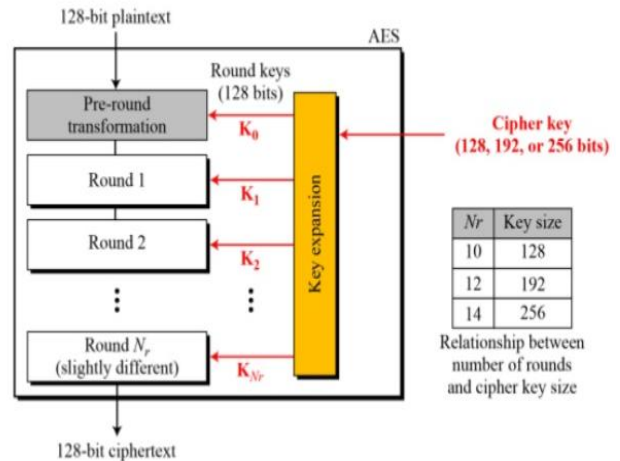 128-bit plaintext
AES
Round keys
(128 bits)
Pre-round
transformation
K0
Cipher key
(128, 192, or 256 bits)
Round 1
K1
Round 2
K2
Key expansion
Nr Key size
10 128
12 192
14 256
Relationship between
number of rounds
and cipher key size
Round Nr
(slightly different)
KNr
128-bit ciphertext